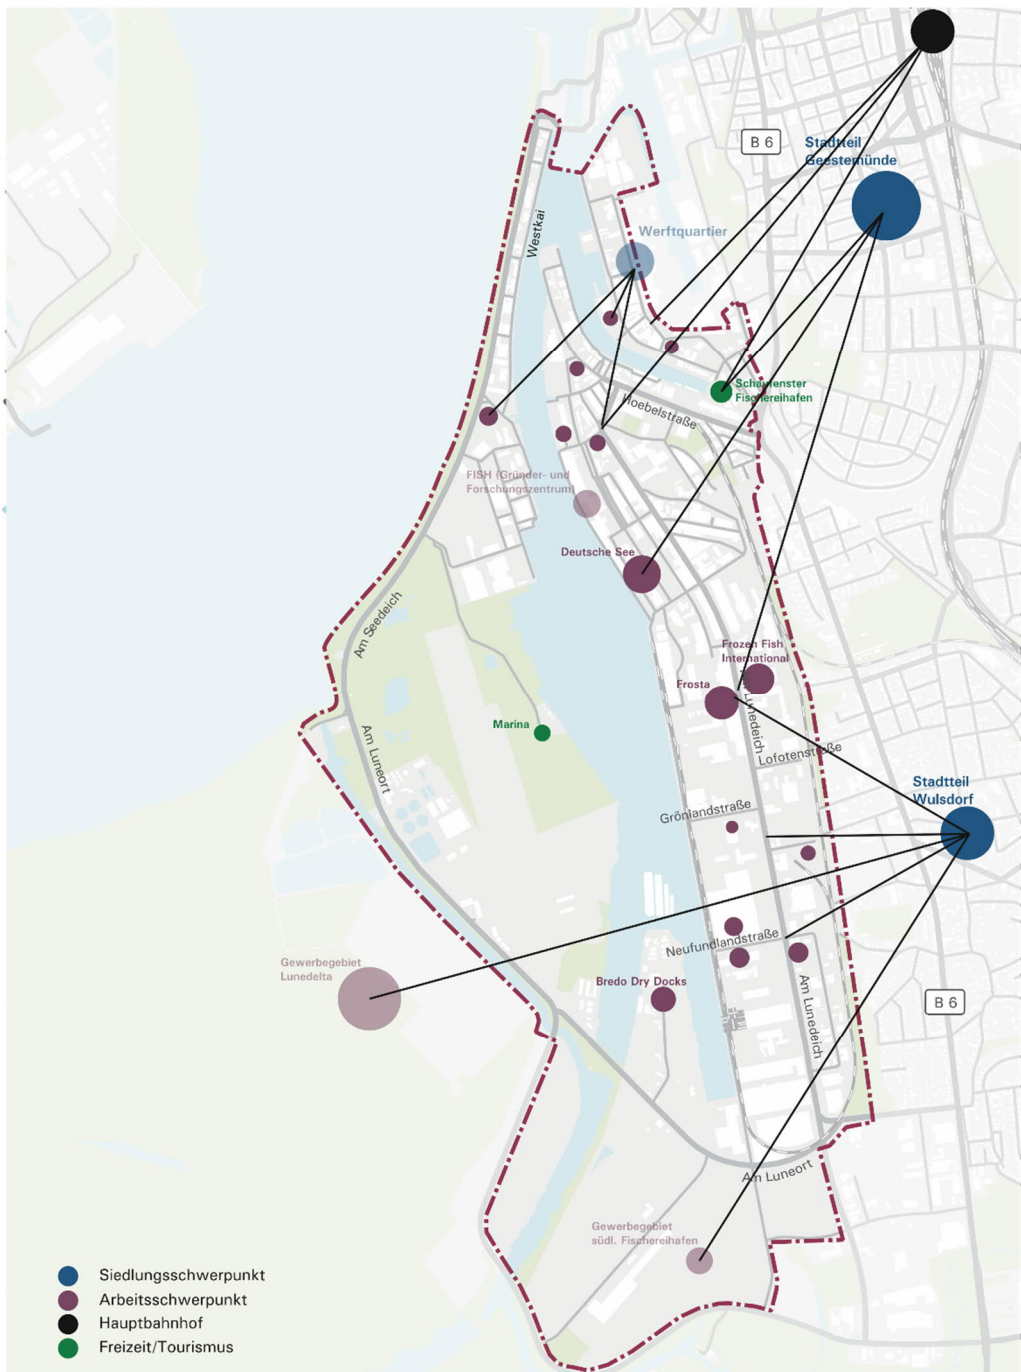 B 6
Stadtteil
Geestemünde
Westkai
Werftquartier
Schaufenster
Fischereihafen
Hoebelstraße
FISH (Gründer- und
Forschungszentrum)
Deutsche See
Am Seedeich
Frozen Fish
International
Frosta
Am Lunedeich
Marina
Am Luneort
Lofotenstraße
Stadtteil
Wulsdorf
Grönlandstraße
Neufundlandstraße
Gewerbegebiet
Lunedelta
Bredo Dry Docks
Am Lunedeich
B 6
Am Luneort
Gewerbegebiet
südl. Fischereihafen
Siedlungsschwerpunkt
Arbeitsschwerpunkt
Hauptbahnhof
Freizeit/Tourismus